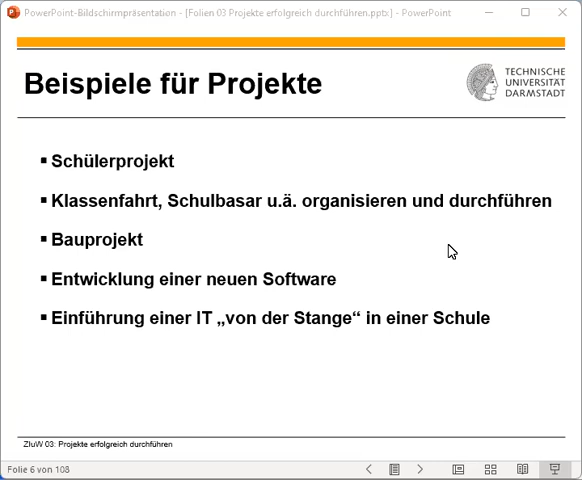 PowerPoint-Bildschirmpräsentation - [Folien 03 Projekte erfolgreich durchführen.pptx] - PowerPoint
Beispiele für Projekte
TECHNISCHE
UNIVERSITÄT
DARMSTADT
▪ Schülerprojekt
▪ Klassenfahrt, Schulbasar u.ä. organisieren und durchführen
▪ Bauprojekt
▪ Entwicklung einer neuen Software
▪ Einführung einer IT „von der Stange“ in einer Schule
ZIuW 03: Projekte erfolgreich durchführen
Folie 6 von 108